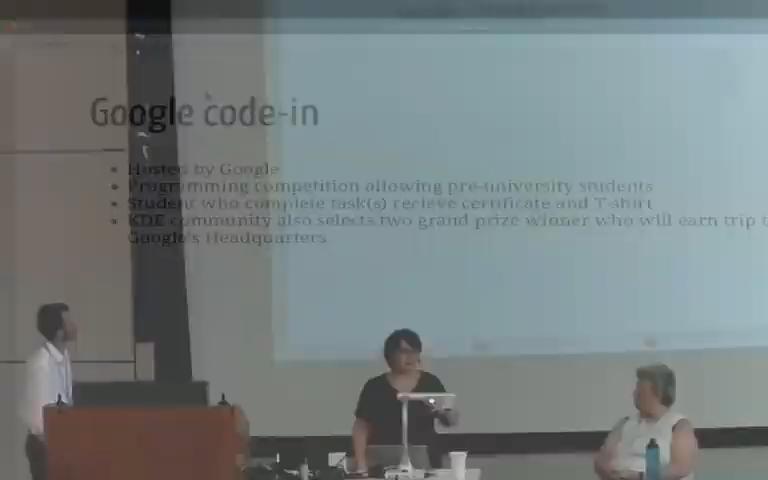 Google code-in
• Hosted by Google
• Programming competition allowing pre-university students
• Student who complete task(s) recieve certificate and T-shirt
• KDE community also selects two grand prize winner who will earn trip
Google's Headquarters